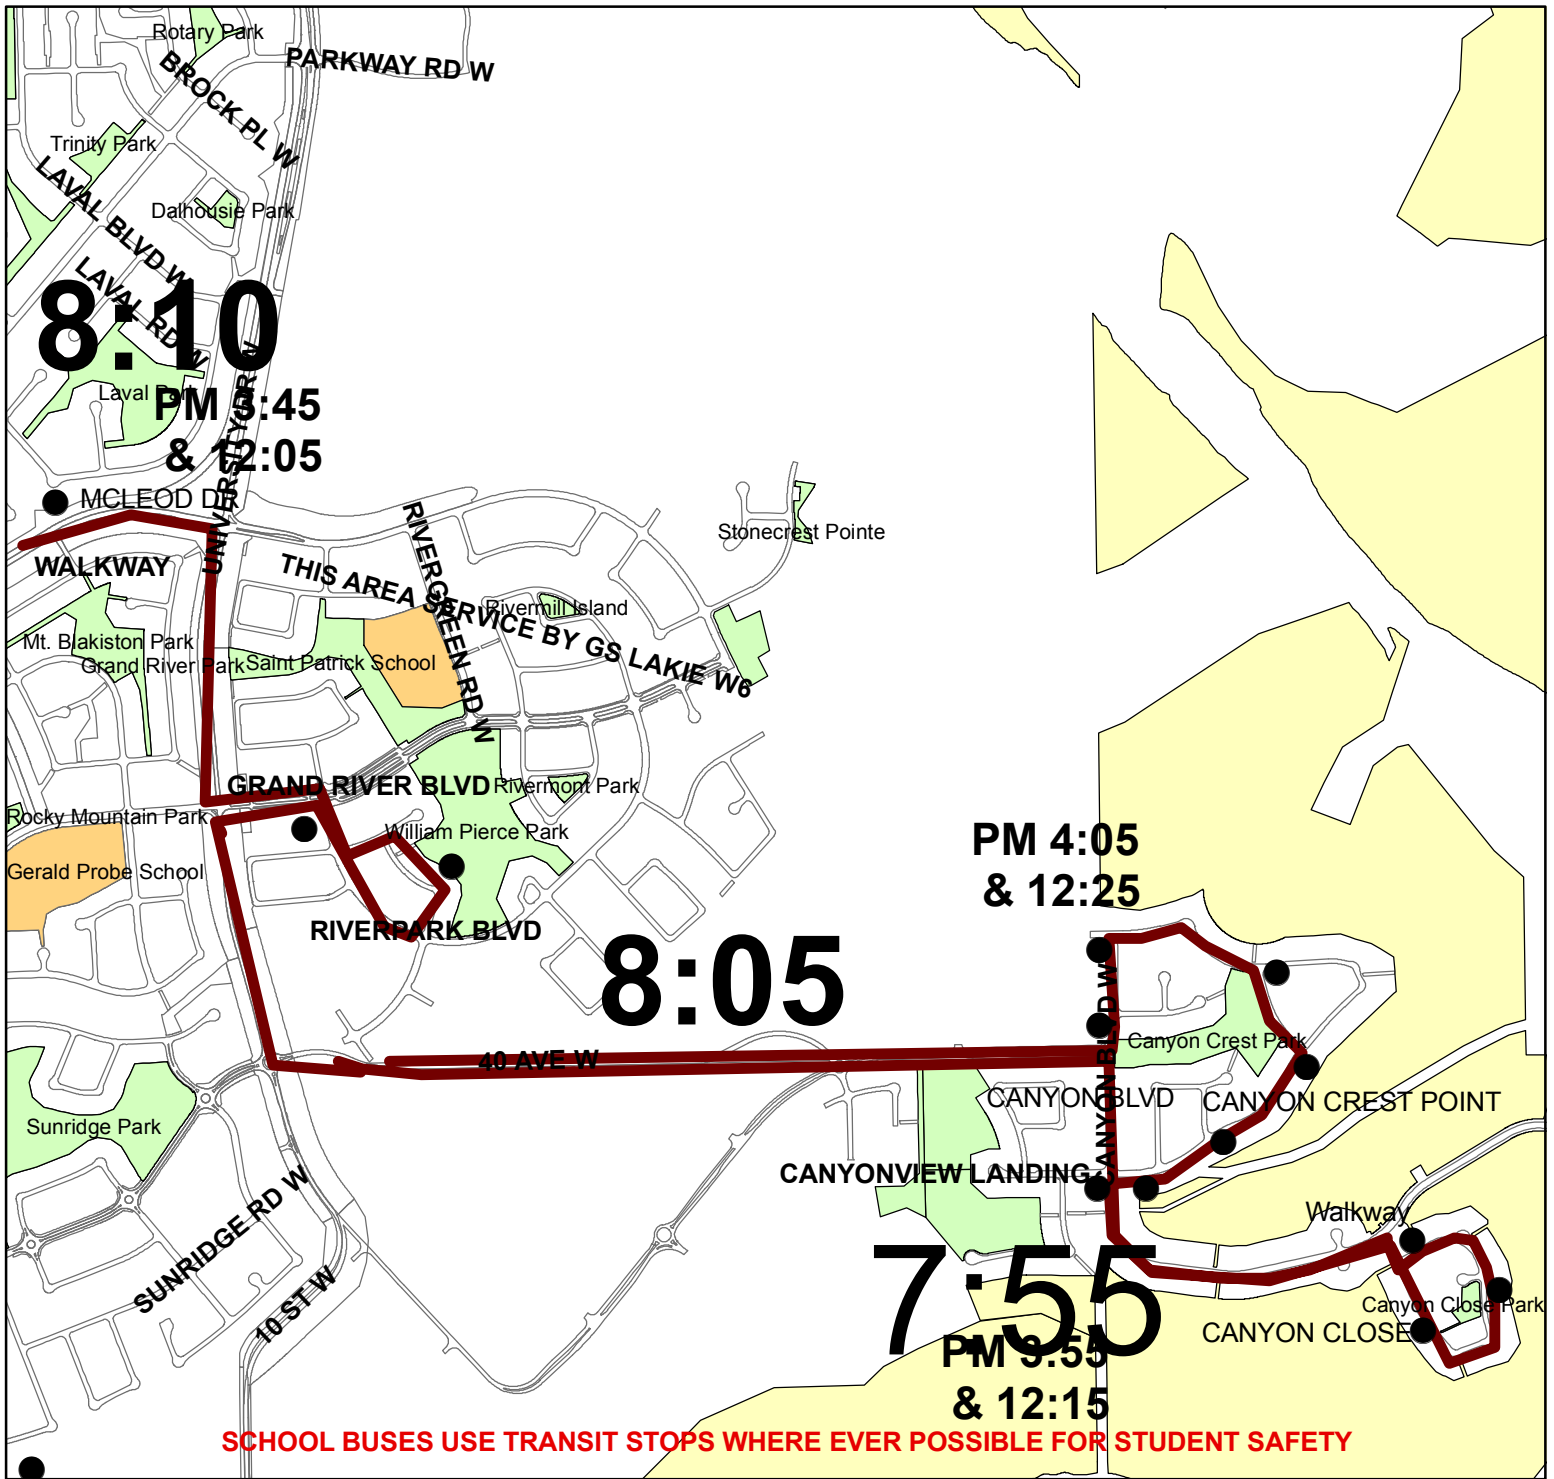 Rotary Park
PARKWAY RD W
BROCK PL W
Trinity Park
LAVAL BLVD W
Dalhousie Park
LAVAL RD W
8:10
Laval Park
PM 3:45
& 12:05
UNIVERSITY DR W
MCLEOD DR
WALKWAY
RIVERGREEN RD W
Stonecrest Pointe
THIS AREA SERVICE BY GS LAKIE W6
Rivermill Island
Mt. Blakiston Park
Grand River Park
Saint Patrick School
GRAND RIVER BLVD
Rivermont Park
Rocky Mountain Park
William Pierce Park
Gerald Probe School
PM 4:05
& 12:25
RIVERPARK BLVD
8:05
CANYON BLVD W
Canyon Crest Park
40 AVE W
CANYON BLVD
CANYON CREST POINT
Sunridge Park
CANYONVIEW LANDING
Walkway
SUNRIDGE RD W
7:55
10 ST W
Canyon Close Park
CANYON CLOSE
PM 3:55
& 12:15
SCHOOL BUSES USE TRANSIT STOPS WHERE EVER POSSIBLE FOR STUDENT SAFETY